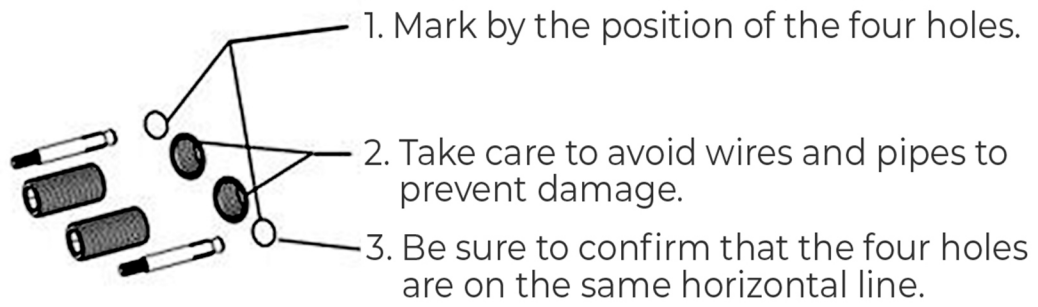 1. Mark by the position of the four holes.
2. Take care to avoid wires and pipes to
prevent damage.
3. Be sure to confirm that the four holes
are on the same horizontal line.